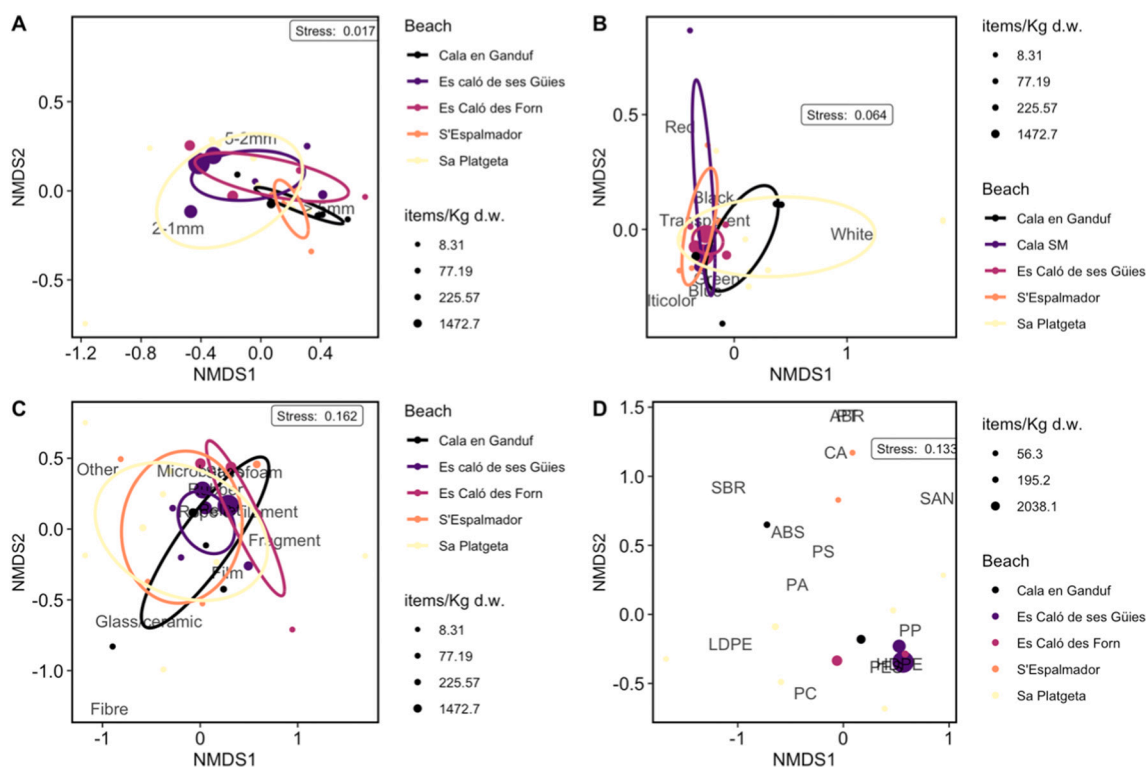 A
Stress: 0.017
5-2mm
2-1mm
NMDS2
0.5
0.0
-0.5
-1.2
-0.8
-0.4
0.0
0.4
NMDS1
Beach
Cala en Ganduf
Es caló de ses Güies
Es Caló des Forn
S'Espalmador
Sa Platgeta
items/Kg d.w.
8.31
77.19
225.57
1472.7
B
Stress: 0.064
Red
Black
Transparent
White
Green
Blue
lticolor
NMDS2
0.5
0.0
0
1
NMDS1
items/Kg d.w.
8.31
77.19
225.57
1472.7
Beach
Cala en Ganduf
Cala SM
Es Caló de ses Güies
S'Espalmador
Sa Platgeta
C
Stress: 0.162
Other
Fragment
Film
Glass/ceramic
Fibre
NMDS2
0.5
0.0
-0.5
-1.0
-1
0
1
NMDS1
Beach
Cala en Ganduf
Es caló de ses Güies
Es Caló des Forn
S'Espalmador
Sa Platgeta
items/Kg d.w.
8.31
77.19
225.57
1472.7
D
Stress: 0.133
CA
SBR
SAN
ABS
PS
PA
LDPE
PP
HDPE
PES
PC
NMDS2
1.5
1.0
0.5
0.0
-0.5
-1
0
1
NMDS1
items/Kg d.w.
56.3
195.2
2038.1
Beach
Cala en Ganduf
Es Caló de ses Güies
Es Caló des Forn
S'Espalmador
Sa Platgeta